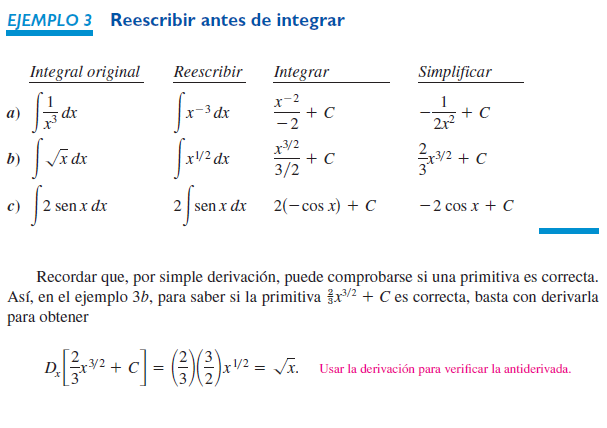 EJEMPLO 3 Reescribir antes de integrar
Integral original Reescribir Integrar Simplificar
a) ∫ 1/x³ dx ∫ x⁻³ dx x⁻²/−2 + C −1/2x² + C
b) ∫ √x dx ∫ x^1/2 dx x^3/2/3/2 + C 2/3 x^3/2 + C
c) ∫ 2 sen x dx 2 ∫ sen x dx 2(−cos x) + C −2 cos x + C
Recordar que, por simple derivación, puede comprobarse si una primitiva es correcta.
Así, en el ejemplo 3b, para saber si la primitiva 2/3 x^3/2 + C es correcta, basta con derivarla
para obtener
Dₓ[2/3 x^3/2 + C] = (2/3)(3/2)x^1/2 = √x. Usar la derivación para verificar la antiderivada.